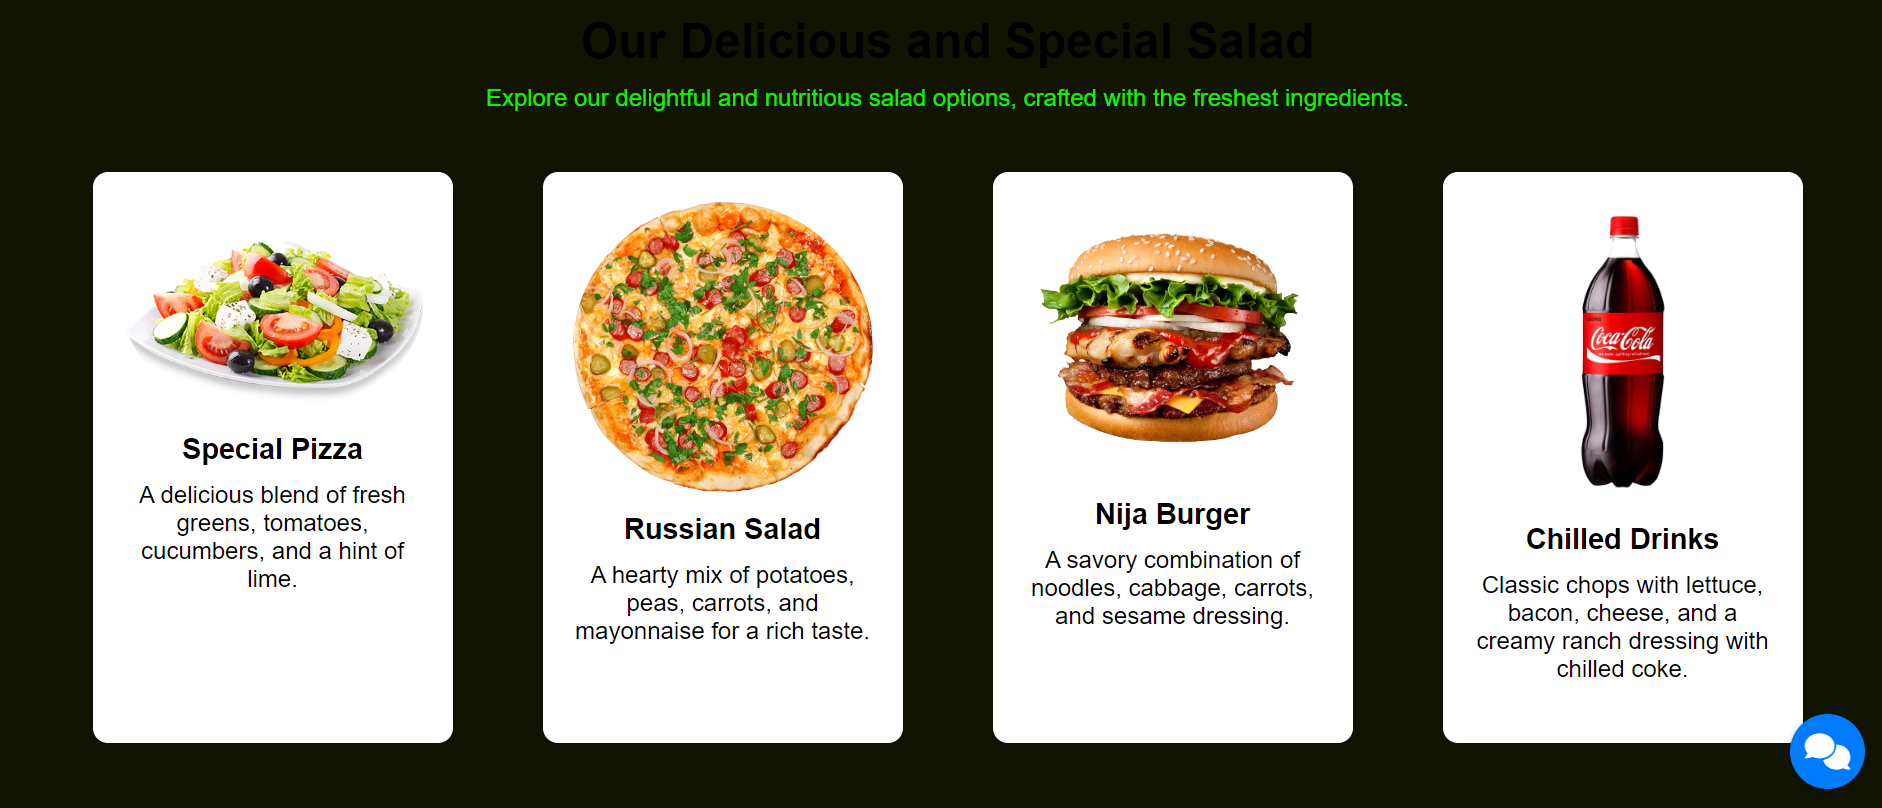 Our Delicious and Special Salad
Explore our delightful and nutritious salad options, crafted with the freshest ingredients.
Special Pizza
A delicious blend of fresh
greens, tomatoes,
cucumbers, and a hint of
lime.
Russian Salad
A hearty mix of potatoes,
peas, carrots, and
mayonnaise for a rich taste.
Nija Burger
A savory combination of
noodles, cabbage, carrots,
and sesame dressing.
Coca-Cola
Chilled Drinks
Classic chops with lettuce,
bacon, cheese, and a
creamy ranch dressing with
chilled coke.